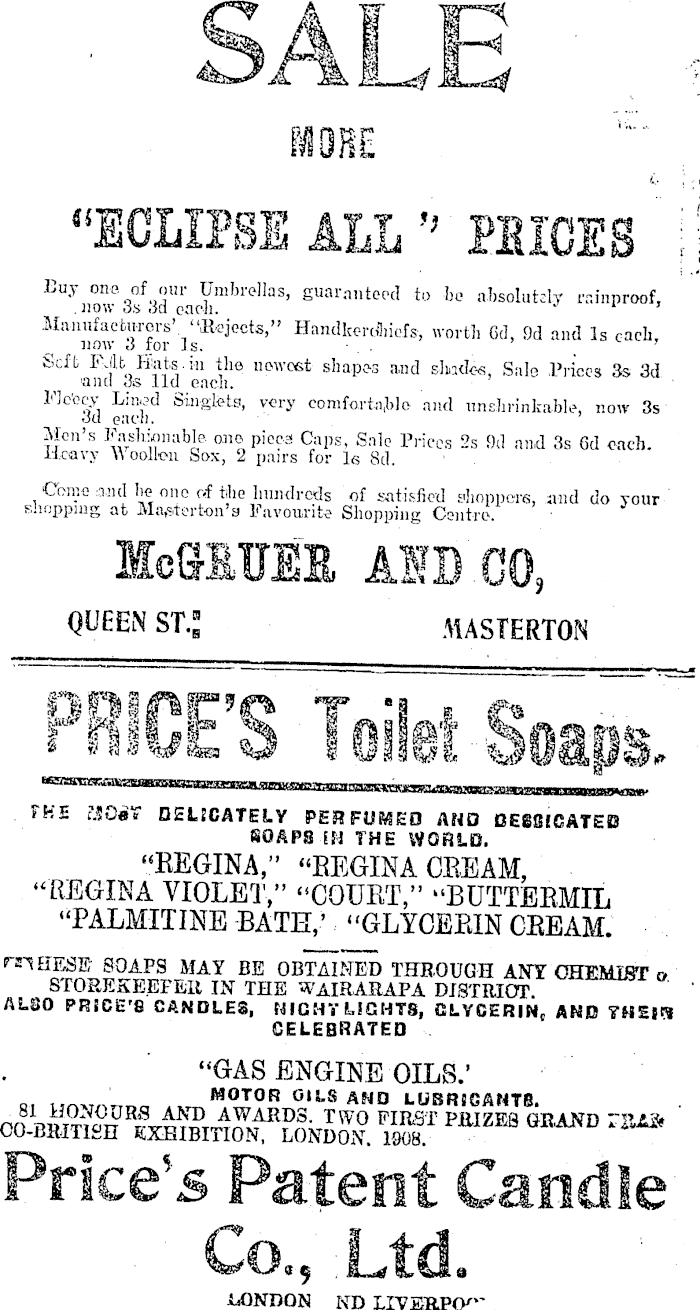 SALE
MORE
"ECLIPSE ALL" PRICES
Buy one of our Umbrellas, guaranteed to be absolutely rainproof,
now 3s 3d each.
Manufacturers' "Rejects," Handkerchiefs, worth 6d, 9d and 1s each,
now 3 for 1s.
Soft Felt Hats in the newest shapes and shades, Sale Prices 3s 3d
and 3s 11d each.
Fleecy Lined Singlets, very comfortable and unshrinkable, now 3s
3d each.
Men's Fashionable one piece Caps, Sale Prices 2s 9d and 3s 6d each.
Heavy Woollen Sox, 2 pairs for 1s 8d.
Come and be one of the hundreds of satisfied shoppers, and do your
shopping at Masterton's Favourite Shopping Centre.
McGRUER AND CO,
QUEEN ST.: MASTERTON
PRICE'S Toilet Soaps.
THE MOST DELICATELY PERFUMED AND DESSICATED
SOAPS IN THE WORLD.
"REGINA," "REGINA CREAM,
"REGINA VIOLET," "COURT," "BUTTERMIL
"PALMITINE BATH,' "GLYCERIN CREAM.
THESE SOAPS MAY BE OBTAINED THROUGH ANY CHEMIST o
STOREKEEFER IN THE WAIRARAPA DISTRICT.
ALSO PRICE'S CANDLES, NIGHTLIGHTS, GLYCERIN, AND THEIR
CELEBRATED
"GAS ENGINE OILS.'
MOTOR OILS AND LUBRICANTS.
81 HONOURS AND AWARDS. TWO FIRST PRIZES GRAND FRAN
CO-BRITISH EXHIBITION, LONDON, 1908.
Price's Patent Candle
Co., Ltd.
LONDON ND LIVERPOO